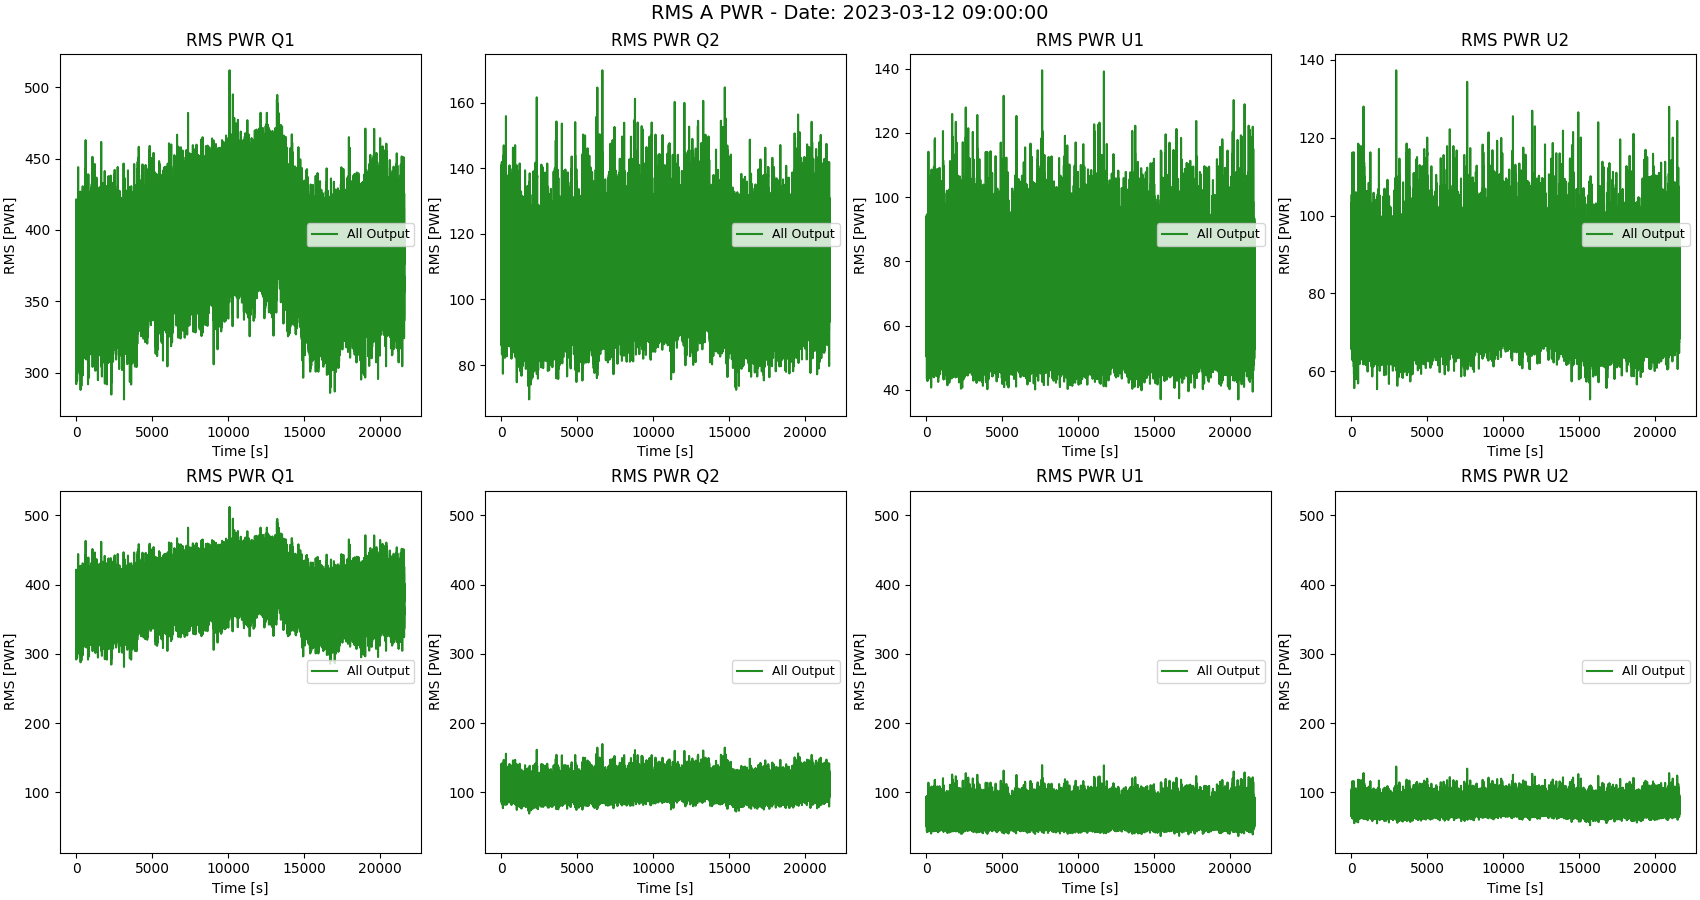 RMS A PWR - Date: 2023-03-12 09:00:00
RMS PWR Q1
RMS [PWR]
500
450
400
350
300
All Output
0 5000 10000 15000 20000
Time [s]
RMS PWR Q2
RMS [PWR]
160
140
120
100
80
All Output
0 5000 10000 15000 20000
Time [s]
RMS PWR U1
RMS [PWR]
140
120
100
80
60
40
All Output
0 5000 10000 15000 20000
Time [s]
RMS PWR U2
RMS [PWR]
140
120
100
80
60
All Output
0 5000 10000 15000 20000
Time [s]
RMS PWR Q1
RMS [PWR]
500
400
300
200
100
All Output
0 5000 10000 15000 20000
Time [s]
RMS PWR Q2
RMS [PWR]
500
400
300
200
100
All Output
0 5000 10000 15000 20000
Time [s]
RMS PWR U1
RMS [PWR]
500
400
300
200
100
All Output
0 5000 10000 15000 20000
Time [s]
RMS PWR U2
RMS [PWR]
500
400
300
200
100
All Output
0 5000 10000 15000 20000
Time [s]